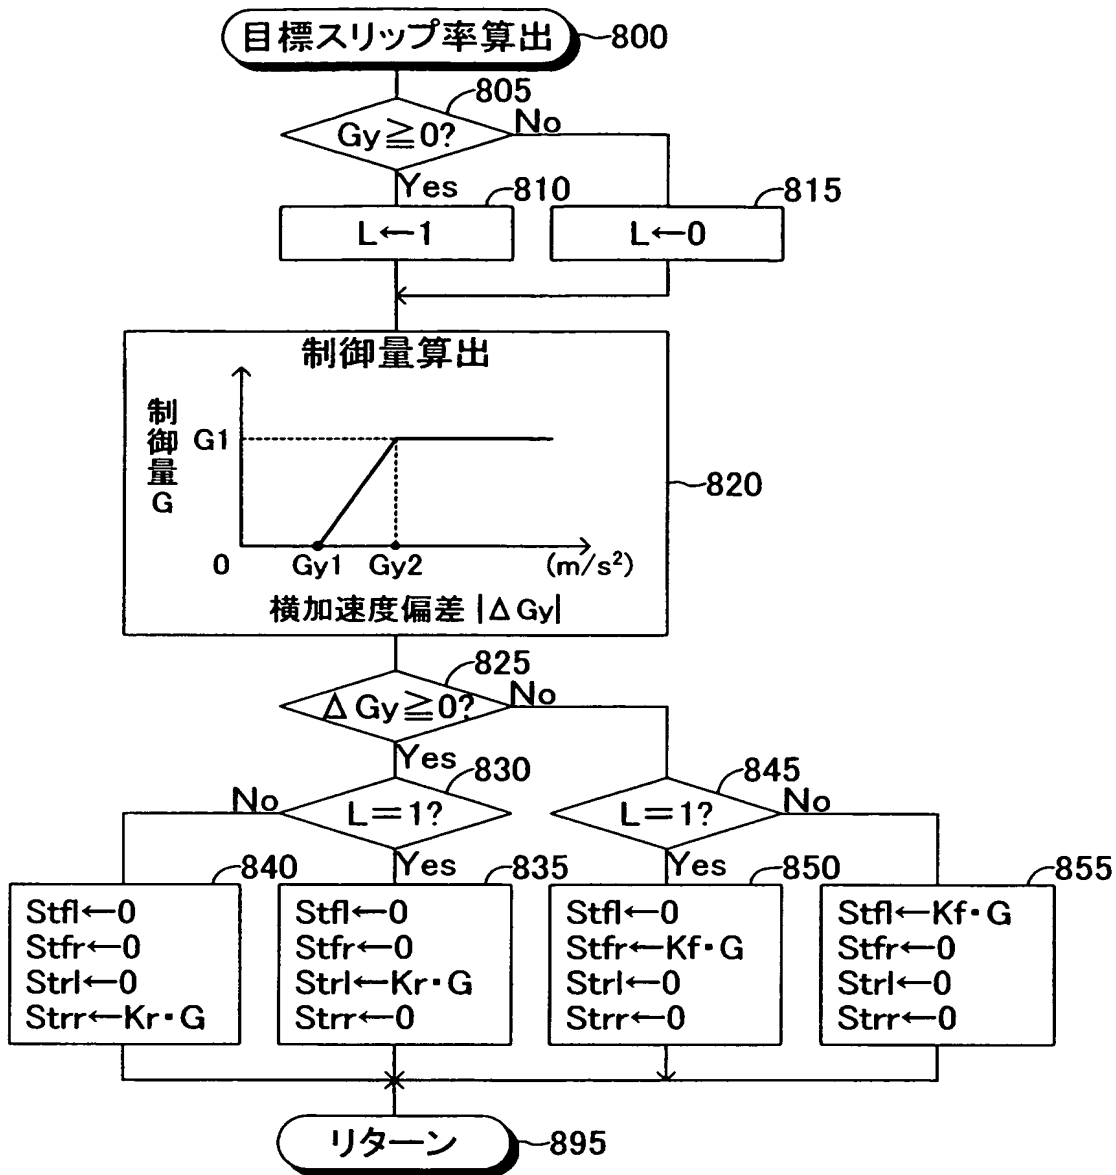 目標スリップ率算出
800
805
Gy≧0?
No
Yes
810
815
L←1
L←0
制御量算出
制御量G
G1
820
0
Gy1
Gy2
(m/s²)
横加速度偏差|ΔGy|
825
ΔGy≧0?
No
Yes
830
845
No
L=1?
L=1?
No
Yes
Yes
840
835
850
855
Stfl←0
Stfr←0
Strl←0
Strr←Kr・G
Stfl←0
Stfr←0
Strl←Kr・G
Strr←0
Stfl←0
Stfr←Kf・G
Strl←0
Strr←0
Stfl←Kf・G
Stfr←0
Strl←0
Strr←0
リターン
895